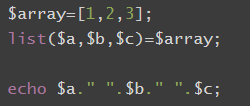 $array=[1,2,3];
list($a,$b,$c)=$array;
echo $a." ".$b." ".$c;